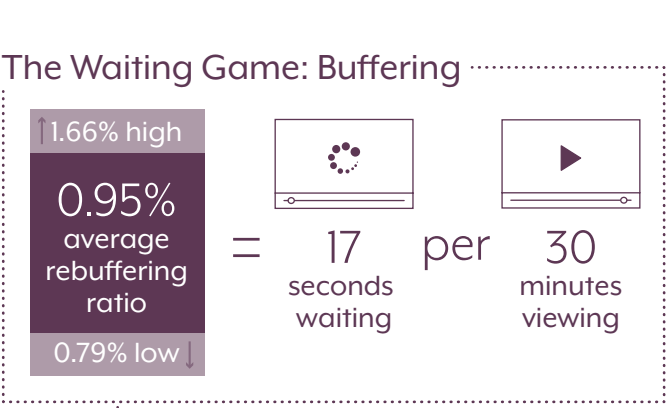 The Waiting Game: Buffering
↑1.66% high
0.95%
average
rebuffering
ratio
0.79% low↓
=
17
seconds
waiting
per
30
minutes
viewing